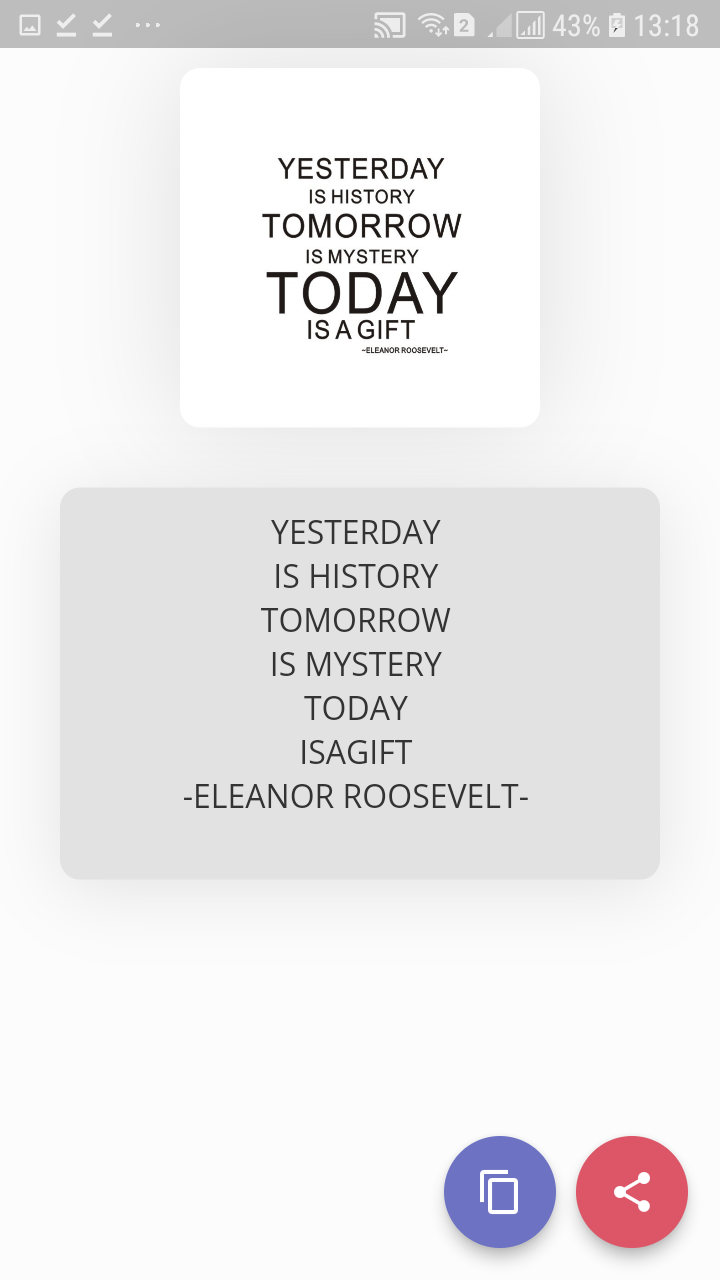 2
43%
13:18
YESTERDAY
IS HISTORY
TOMORROW
IS MYSTERY
TODAY
IS A GIFT
~ELEANOR ROOSEVELT~
YESTERDAY
IS HISTORY
TOMORROW
IS MYSTERY
TODAY
ISAGIFT
-ELEANOR ROOSEVELT-